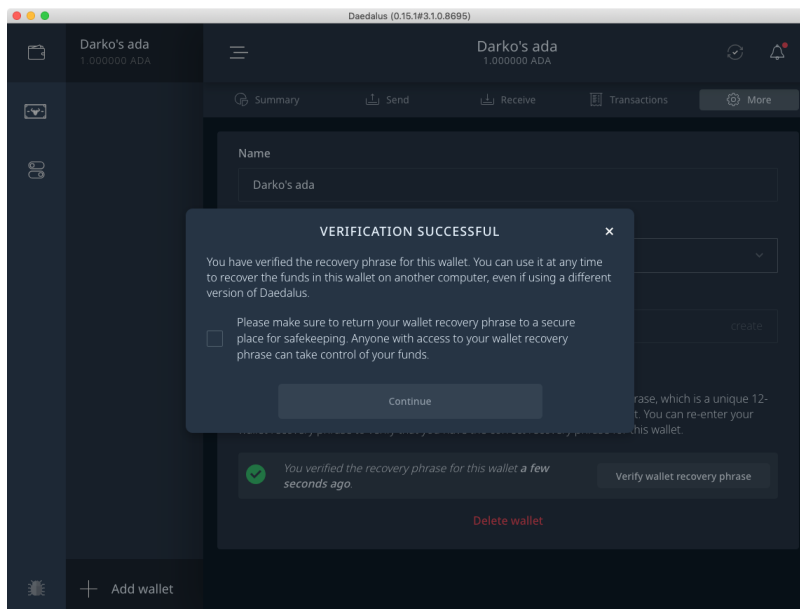 Daedalus (0.15.1#3.1.0.8695)
Darko's ada
1.000000 ADA
Darko's ada
1.000000 ADA
Summary
Send
Receive
Transactions
More
Name
Darko's ada
VERIFICATION SUCCESSFUL
You have verified the recovery phrase for this wallet. You can use it at any time
to recover the funds in this wallet on another computer, even if using a different
version of Daedalus.
Please make sure to return your wallet recovery phrase to a secure
place for safekeeping. Anyone with access to your wallet recovery
phrase can take control of your funds.
Continue
create
rase, which is a unique 12-
t. You can re-enter your
this wallet.
You verified the recovery phrase for this wallet a few
seconds ago.
Verify wallet recovery phrase
Delete wallet
Add wallet